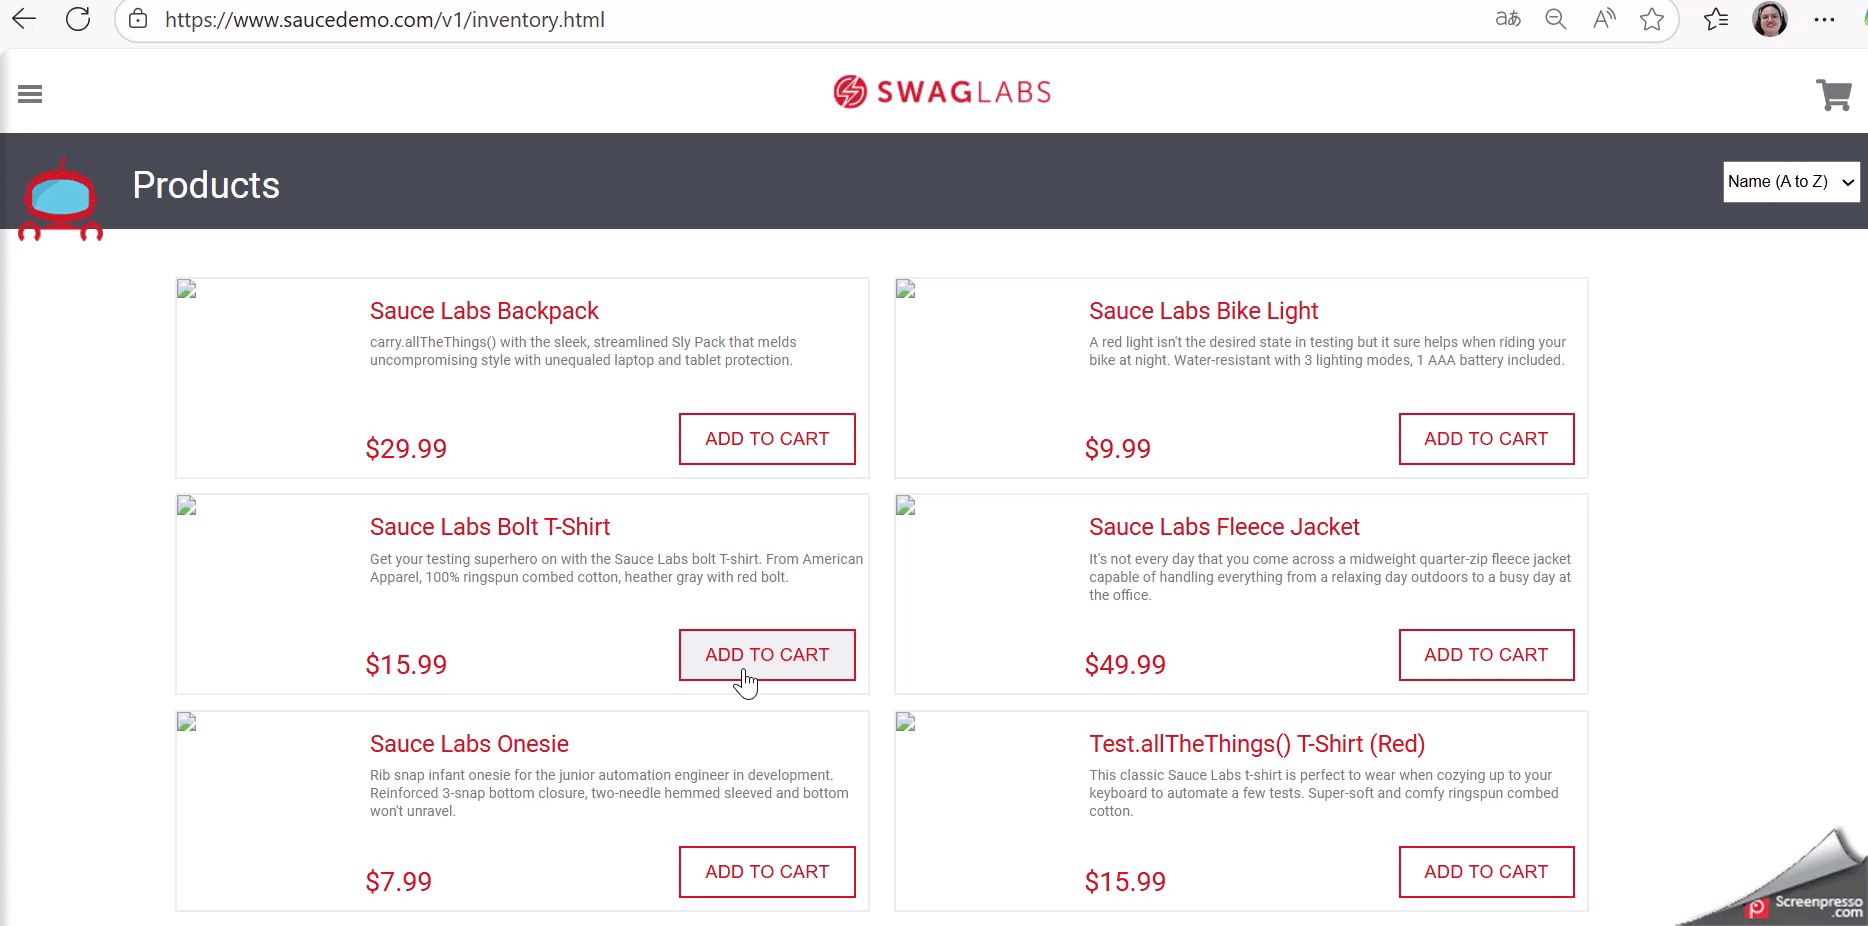 https://www.saucedemo.com/v1/inventory.html
aあ
SWAGLABS
Products
Name (A to Z)
Sauce Labs Backpack
carry.allTheThings() with the sleek, streamlined Sly Pack that melds
uncompromising style with unequaled laptop and tablet protection.
$29.99
ADD TO CART
Sauce Labs Bike Light
A red light isn't the desired state in testing but it sure helps when riding your
bike at night. Water-resistant with 3 lighting modes, 1 AAA battery included.
$9.99
ADD TO CART
Sauce Labs Bolt T-Shirt
Get your testing superhero on with the Sauce Labs bolt T-shirt. From American
Apparel, 100% ringspun combed cotton, heather gray with red bolt.
$15.99
ADD TO CART
Sauce Labs Fleece Jacket
It's not every day that you come across a midweight quarter-zip fleece jacket
capable of handling everything from a relaxing day outdoors to a busy day at
the office.
$49.99
ADD TO CART
Sauce Labs Onesie
Rib snap infant onesie for the junior automation engineer in development.
Reinforced 3-snap bottom closure, two-needle hemmed sleeved and bottom
won't unravel.
$7.99
ADD TO CART
Test.allTheThings() T-Shirt (Red)
This classic Sauce Labs t-shirt is perfect to wear when cozying up to your
keyboard to automate a few tests. Super-soft and comfy ringspun combed
cotton.
$15.99
ADD TO CART
Screenpresso
.com